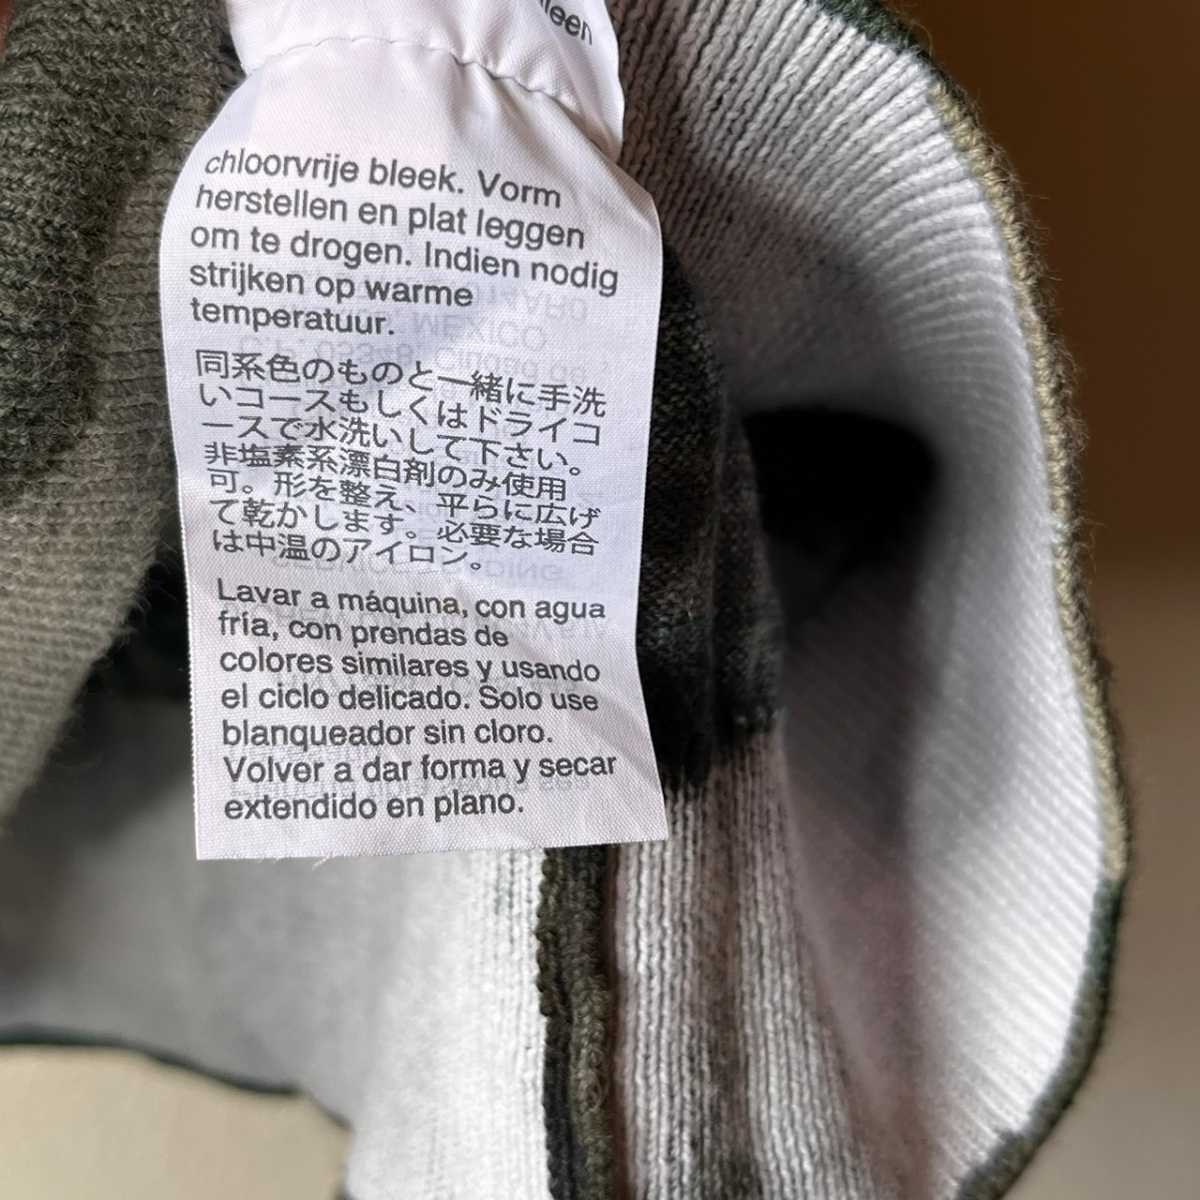 chloorvrije bleek. Vorm
herstellen en plat leggen
om te drogen. Indien nodig
strijken op warme
temperatuur.
同系色のものと一緒に手洗
いコースもしくはドライコ
ースで水洗いして下さい。
非塩素系漂白剤のみ使用
可。形を整え、平らに広げ
て乾かします。必要な場合
は中温のアイロン。
Lavar a máquina, con agua
fría, con prendas de
colores similares y usando
el ciclo delicado. Solo use
blanqueador sin cloro.
Volver a dar forma y secar
extendido en plano.